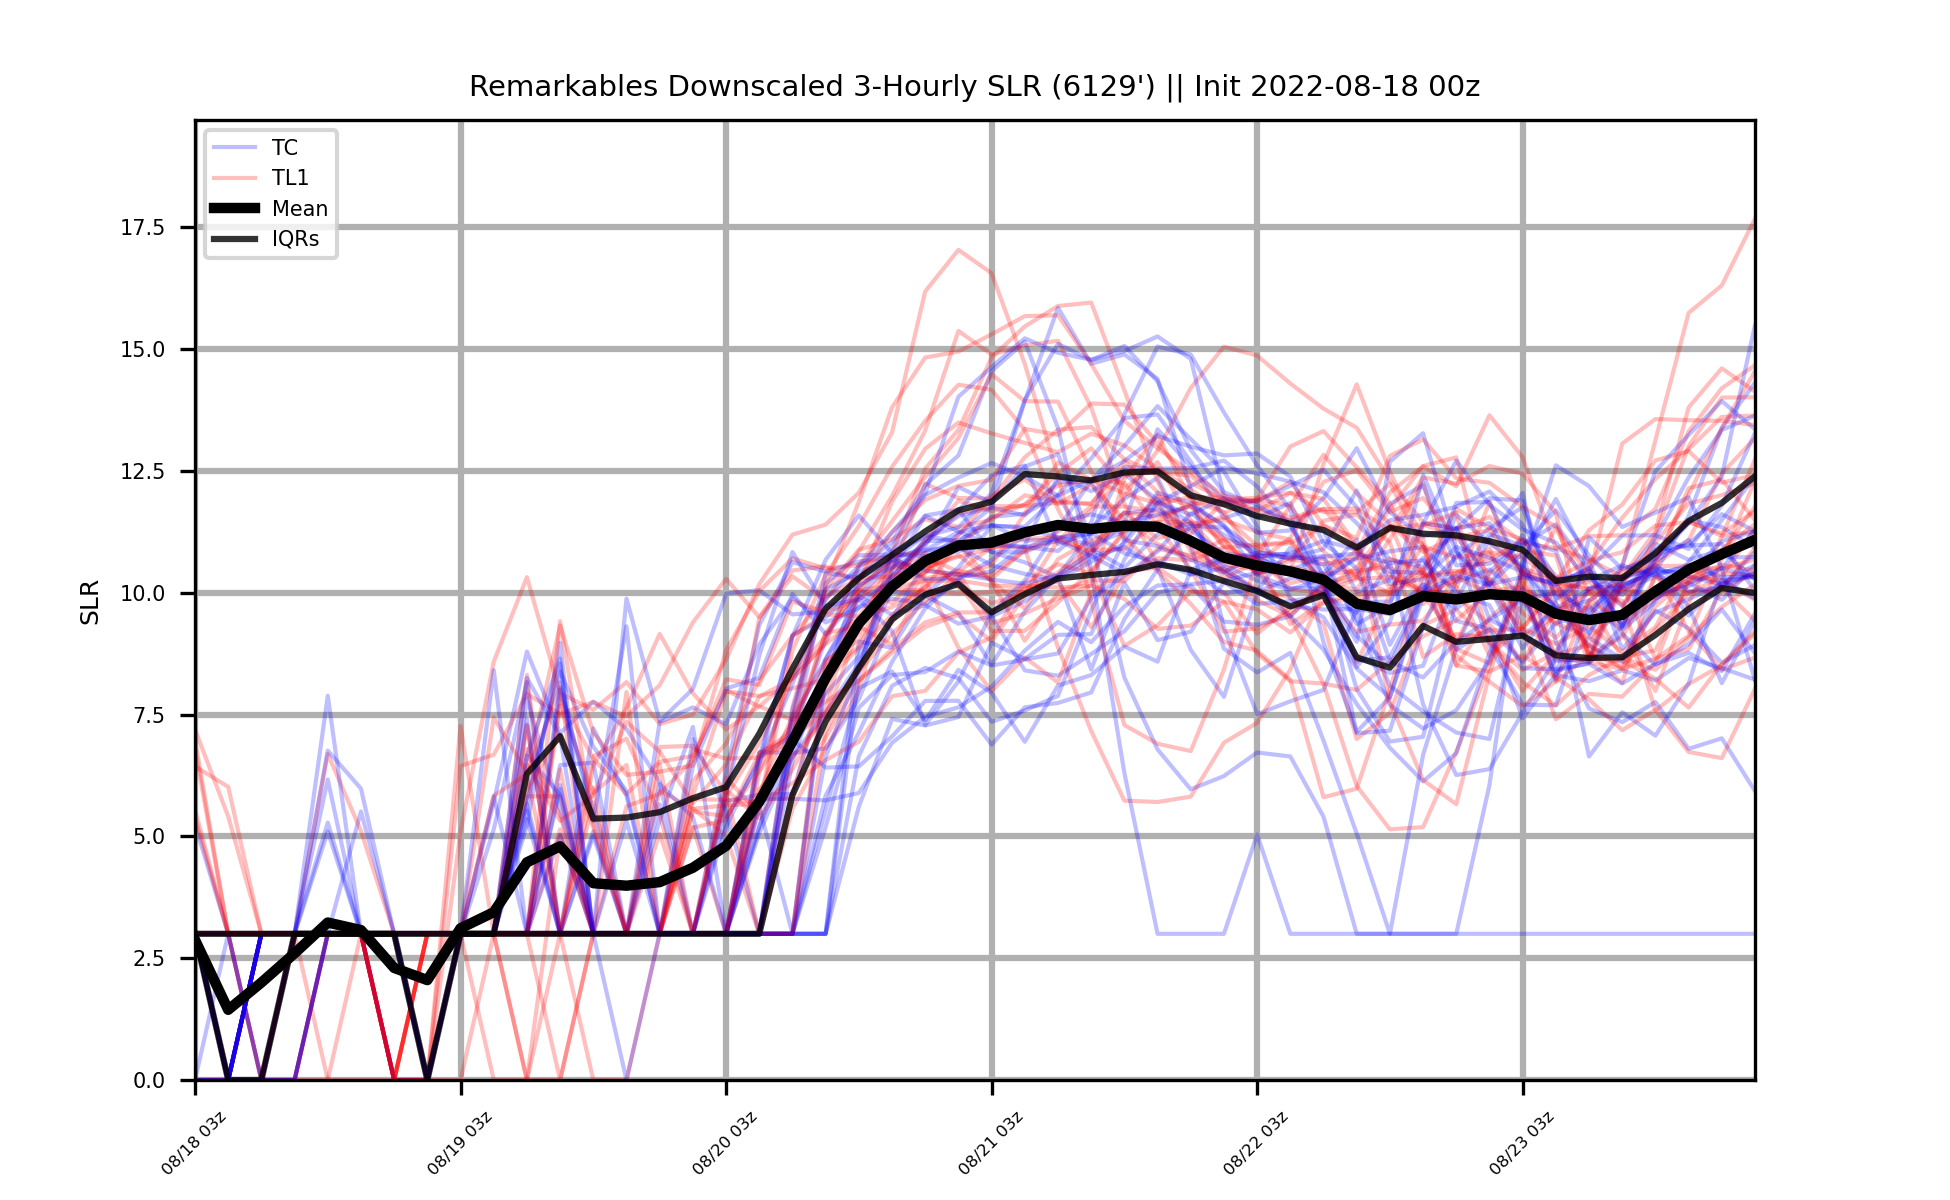 Remarkables Downscaled 3-Hourly SLR (6129') || Init 2022-08-18 00z
TC
TL1
Mean
IQRs
17.5
15.0
12.5
10.0
7.5
5.0
2.5
0.0
SLR
08/18 03z
08/19 03z
08/20 03z
08/21 03z
08/22 03z
08/23 03z